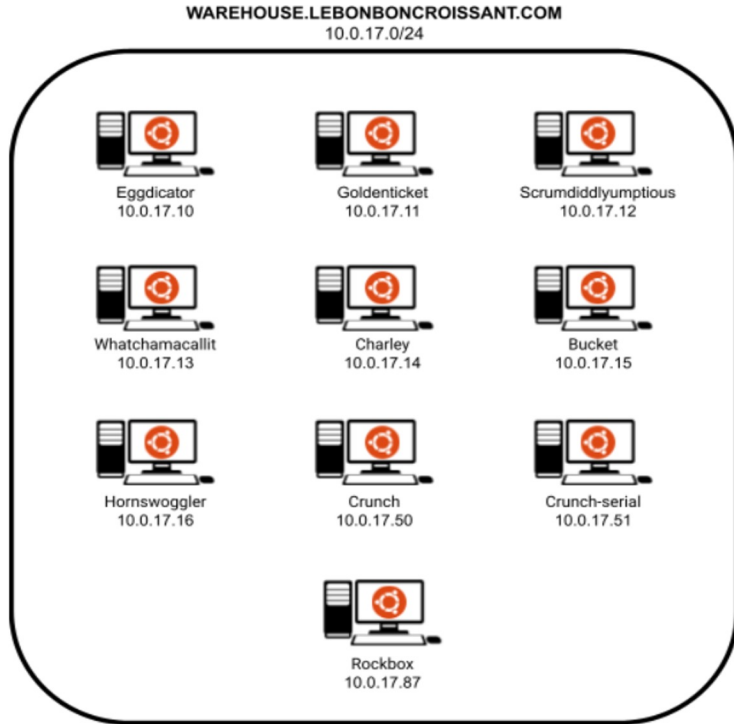 WAREHOUSE.LEBONBONCROISSANT.COM
10.0.17.0/24
Eggdicator
10.0.17.10
Goldenticket
10.0.17.11
Scrumdiddlyumptious
10.0.17.12
Whatchamacallit
10.0.17.13
Charley
10.0.17.14
Bucket
10.0.17.15
Hornswoggler
10.0.17.16
Crunch
10.0.17.50
Crunch-serial
10.0.17.51
Rockbox
10.0.17.87